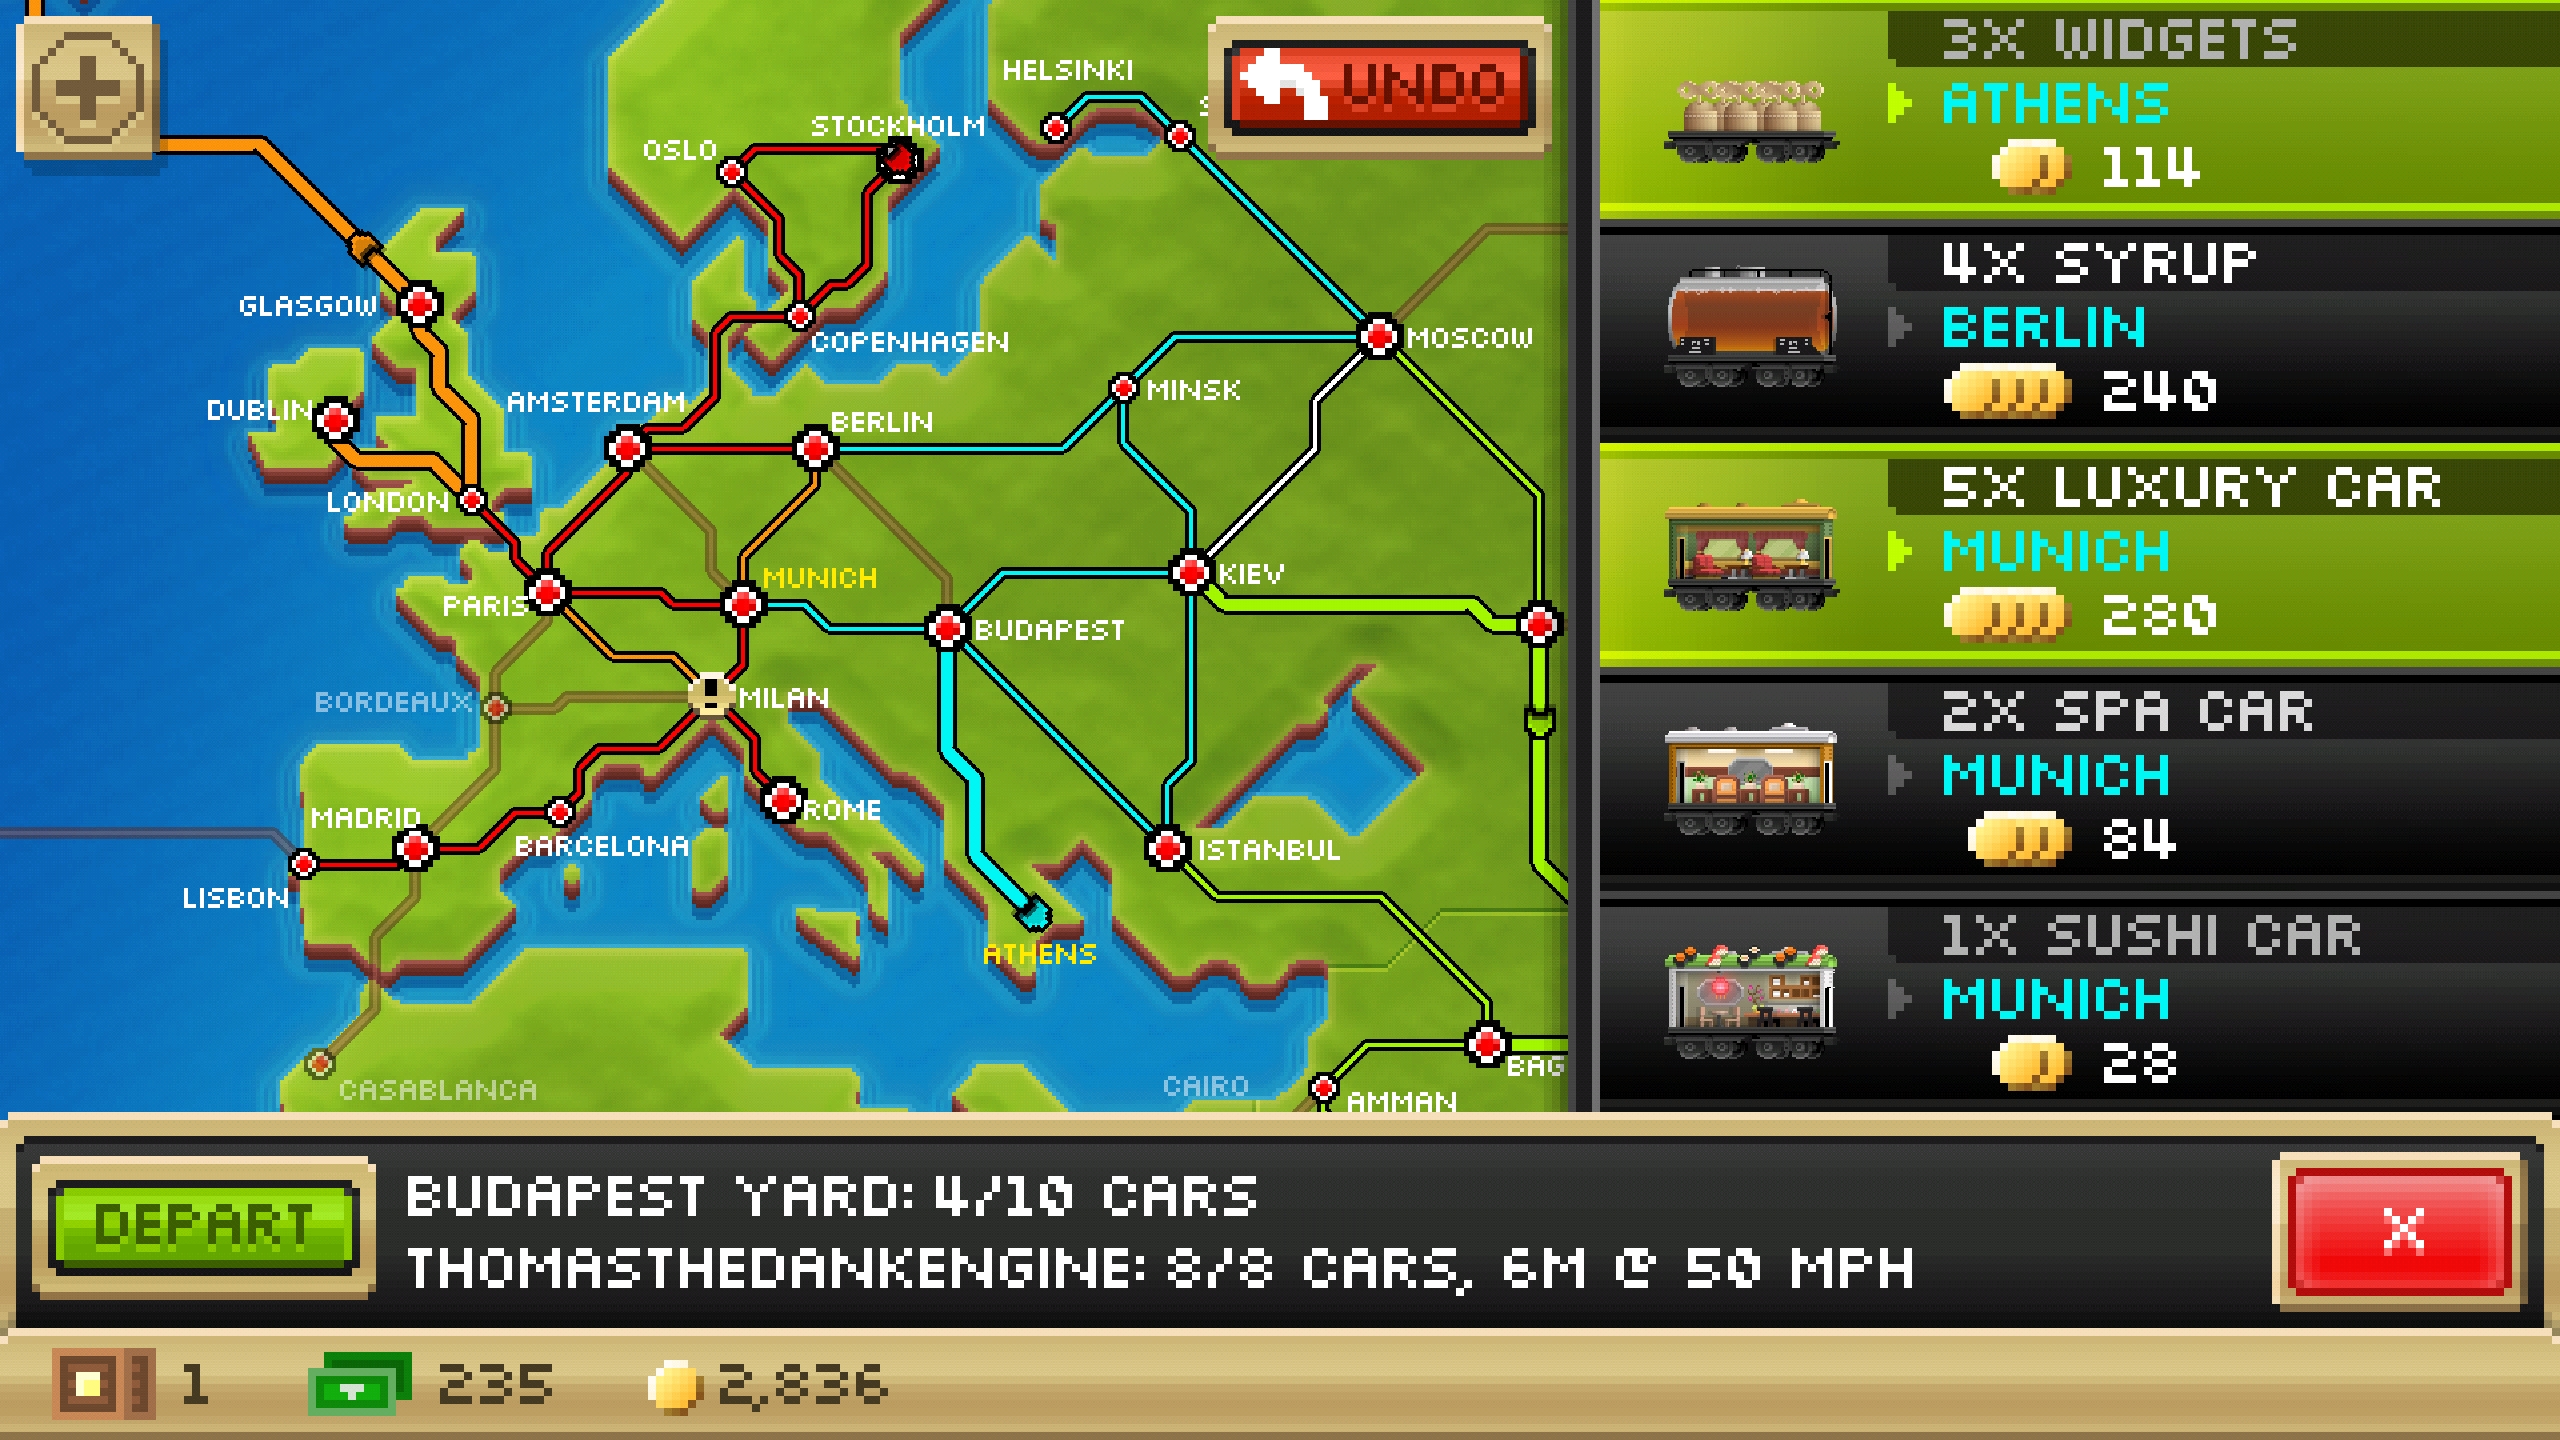 HELSINKI
UNDO
STOCKHOLM
OSLO
GLASGOW
COPENHAGEN
MOSCOW
MINSK
AMSTERDAM
DUBLIN
BERLIN
LONDON
MUNICH
KIEV
PARIS
BUDAPEST
BORDEAUX
MILAN
MADRID
ROME
BARCELONA
ISTANBUL
LISBON
ATHENS
CASABLANCA
CAIRO
BAG
AMMAN
3X WIDGETS
ATHENS
114
4X SYRUP
BERLIN
240
5X LUXURY CAR
MUNICH
280
2X SPA CAR
MUNICH
84
1X SUSHI CAR
MUNICH
28
DEPART
BUDAPEST YARD: 4/10 CARS
THOMASTHEDANKENGINE: 8/8 CARS, 6M @ 50 MPH
X
1 235 2,836